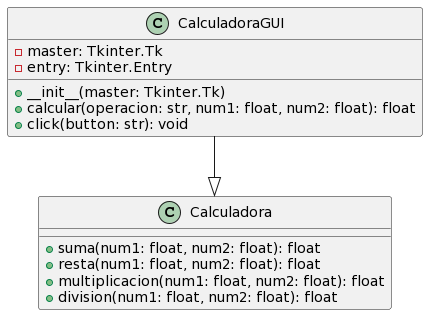 C CalculadoraGUI
master: Tkinter.Tk
entry: Tkinter.Entry
__init__(master: Tkinter.Tk)
calcular(operacion: str, num1: float, num2: float): float
click(button: str): void
C Calculadora
suma(num1: float, num2: float): float
resta(num1: float, num2: float): float
multiplicacion(num1: float, num2: float): float
division(num1: float, num2: float): float